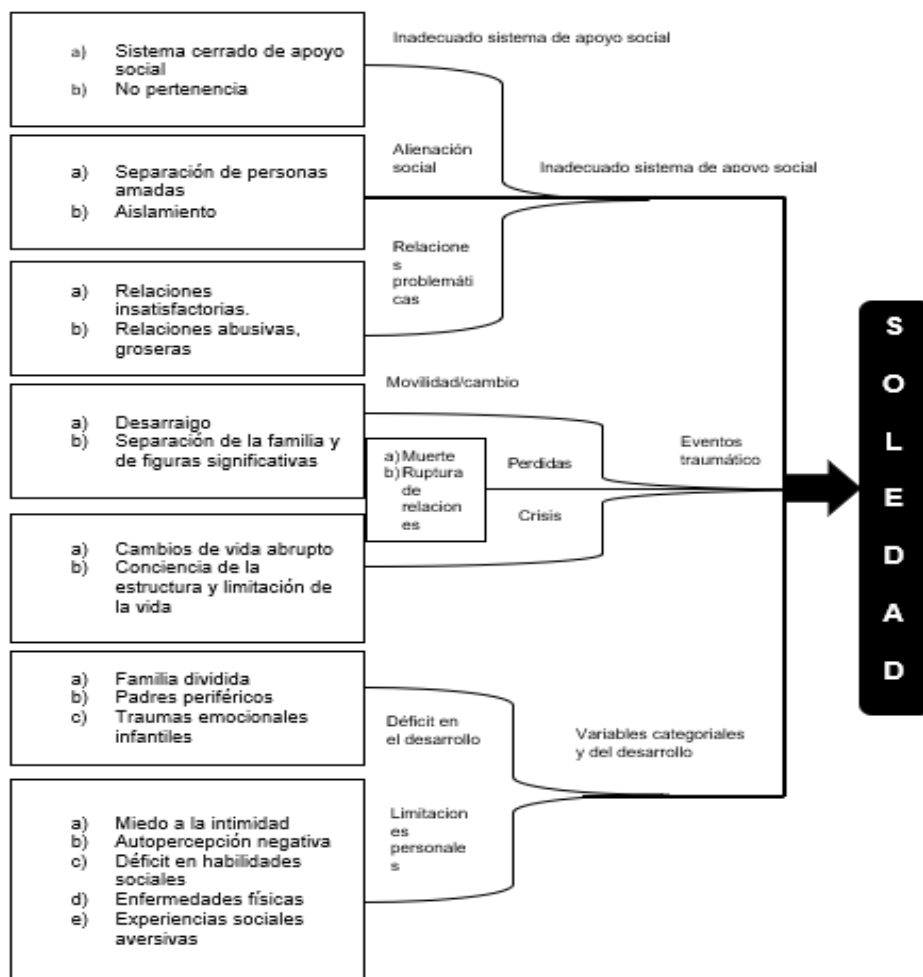 a) Sistema cerrado de apoyo
social
b) No pertenencia
Inadecuado sistema de apoyo social
a) Separación de personas
amadas
b) Aislamiento
Alienación
social
Inadecuado sistema de apoyo social
a) Relaciones
insatisfactorias.
b) Relaciones abusivas,
groseras
Relacione
s
problemáti
cas
Movilidad/cambio
a) Desarraigo
b) Separación de la familia y
de figuras significativas
a) Muerte
b) Ruptura
de
relacion
es
Perdidas
Crisis
Eventos
traumático
a) Cambios de vida abrupto
b) Conciencia de la
estructura y limitación de
la vida
a) Familia dividida
b) Padres periféricos
c) Traumas emocionales
infantiles
Déficit en
el desarrollo
Variables categoriales
y del desarrollo
a) Miedo a la intimidad
b) Autopercepción negativa
c) Déficit en habilidades
sociales
d) Enfermedades físicas
e) Experiencias sociales
aversivas
Limitacion
es
personale
s
S
O
L
E
D
A
D